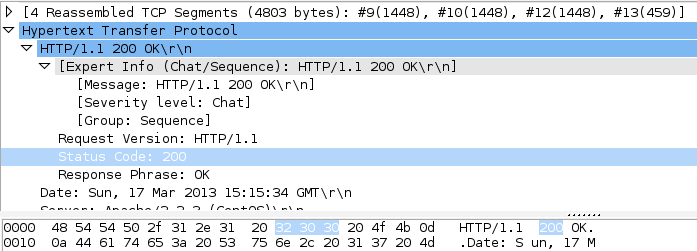 [4 Reassembled TCP Segments (4803 bytes): #9(1448), #10(1448), #12(1448), #13(459)]
Hypertext Transfer Protocol
HTTP/1.1 200 OK\r\n
[Expert Info (Chat/Sequence): HTTP/1.1 200 OK\r\n]
[Message: HTTP/1.1 200 OK\r\n]
[Severity level: Chat]
[Group: Sequence]
Request Version: HTTP/1.1
Status Code: 200
Response Phrase: OK
Date: Sun, 17 Mar 2013 15:15:34 GMT\r\n
Server: Apache/2.2.3 (CentOS)\r\n
0000 48 54 54 50 2f 31 2e 31 20 32 30 30 20 4f 4b 0d HTTP/1.1 200 OK.
0010 0a 44 61 74 65 3a 20 53 75 6e 2c 20 31 37 20 4d .Date: S un, 17 M